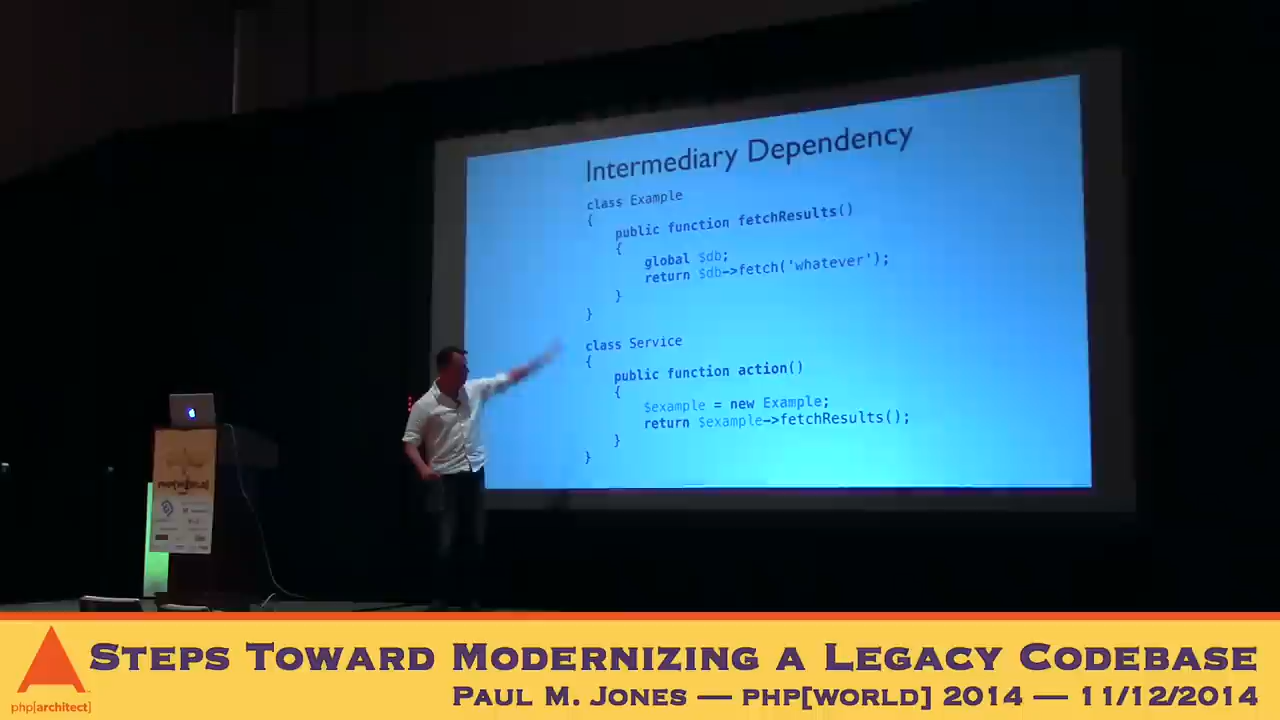 Intermediary Dependency
class Example
{
public function fetchResults()
{
global $db;
return $db->fetch('whatever');
}
}
class Service
{
public function action()
{
$example = new Example;
return $example->fetchResults();
}
}
php[world]
STEPS TOWARD MODERNIZING A LEGACY CODEBASE
PAUL M. JONES — PHP[WORLD] 2014 — 11/12/2014
php[architect]